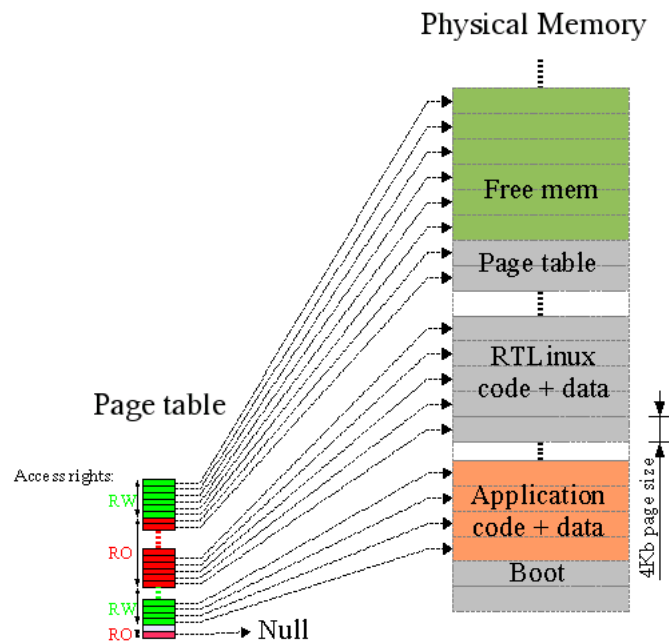 Physical Memory
Free mem
Page table
RTLinux
code + data
Page table
Access rights:
RW
RO
4Kb page size
Application
code + data
RW
Boot
RO
Null